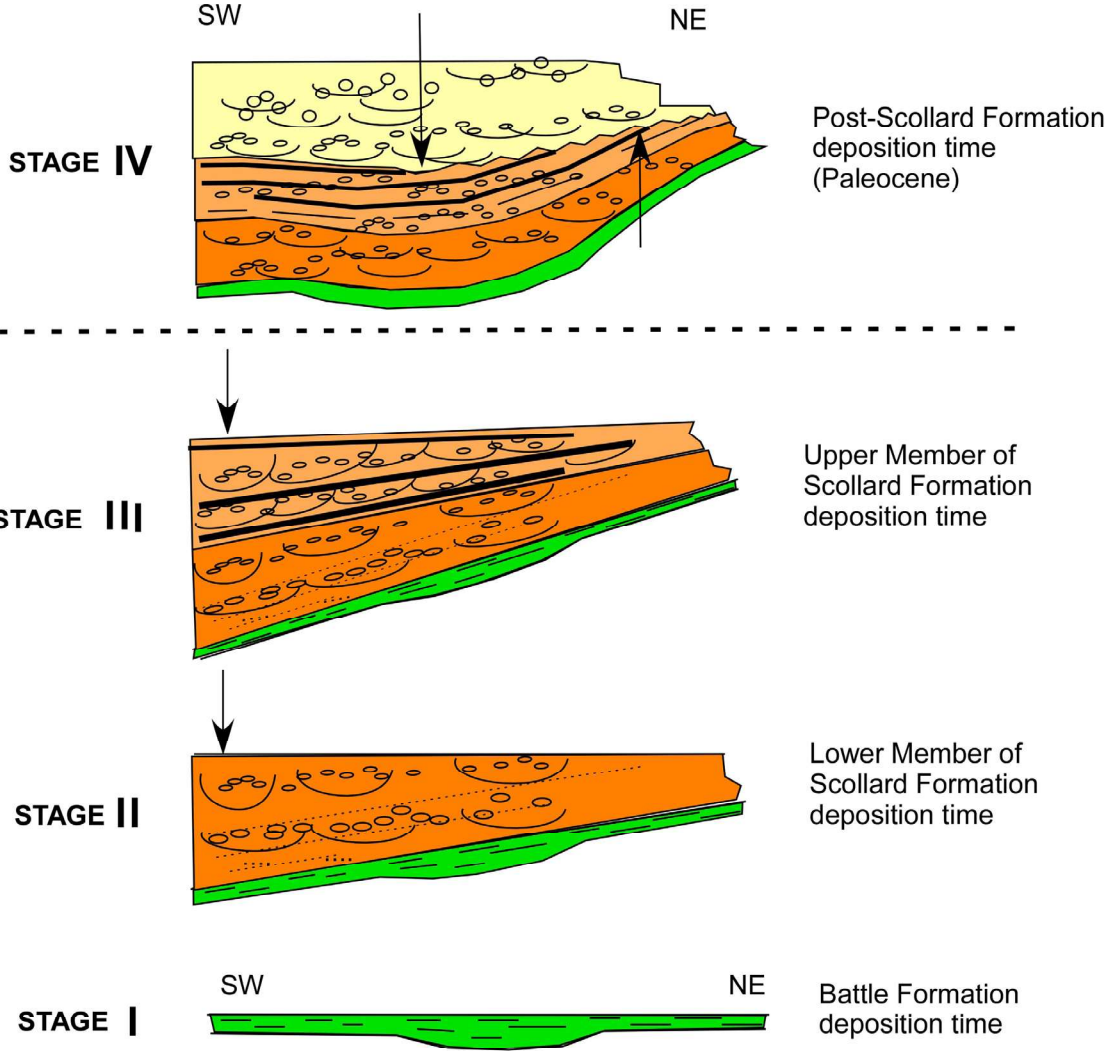 SW
NE
STAGE IV
Post-Scollard Formation
deposition time
(Paleocene)
STAGE III
Upper Member of
Scollard Formation
deposition time
STAGE II
Lower Member of
Scollard Formation
deposition time
SW
NE
STAGE I
Battle Formation
deposition time